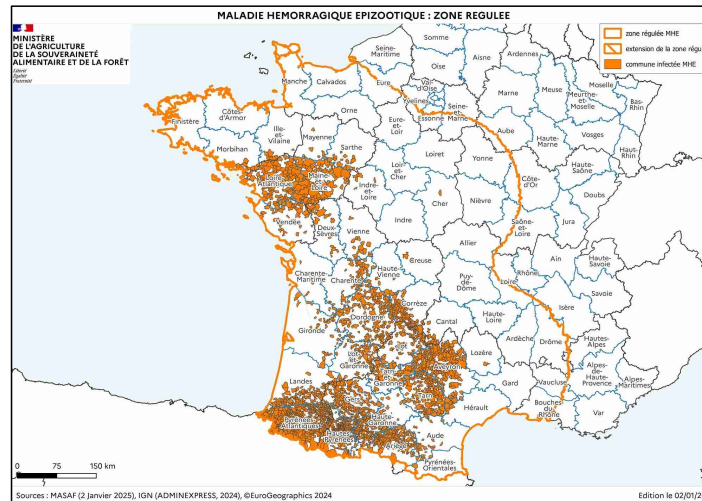 MALADIE HEMORRAGIQUE EPIZOOTIQUE : ZONE REGULEE
MINISTÈRE
DE L'AGRICULTURE
DE LA SOUVERAINETÉ
ALIMENTAIRE ET DE LA FORÊT
Liberté
Égalité
Fraternité
zone régulée MHE
extension de la zone régu
commune infectée MHE
Somme
Seine-Maritime
Aisne
Ardennes
Oise
Manche
Calvados
Eure
Val-d'Oise
Marne
Meuse
Moselle
Meurthe-et-Moselle
Bas-Rhin
Yvelines
Essonne
Seine-et-Marne
Orne
Finistère
Côtes-d'Armor
Ille-et-Vilaine
Mayenne
Eure-et-Loir
Aube
Haute-Marne
Vosges
Haut-Rhin
Morbihan
Sarthe
Loiret
Yonne
Haute-Saône
Loire-Atlantique
Maine-et-Loire
Indre-et-Loire
Loir-et-Cher
Côte-d'Or
Doubs
Cher
Nièvre
Vendée
Deux-Sèvres
Vienne
Indre
Saône-et-Loire
Jura
Allier
Charente-Maritime
Charente
Haute-Vienne
Creuse
Ain
Haute-Savoie
Puy-de-Dôme
Loire
Rhône
Savoie
Corrèze
Isère
Dordogne
Cantal
Haute-Loire
Gironde
Lot
Ardèche
Drôme
Hautes-Alpes
Lot-et-Garonne
Aveyron
Lozère
Tarn-et-Garonne
Alpes-de-Haute-Provence
Alpes-Maritimes
Landes
Gers
Tarn
Gard
Vaucluse
Hérault
Bouches-du-Rhône
Var
Pyrénées-Atlantiques
Haute-Garonne
Hautes-Pyrénées
Ariège
Aude
Pyrénées-Orientales
0 75 150 km
Sources : MASAF (2 Janvier 2025), IGN (ADMINEXPRESS, 2024), ©EuroGeographics 2024
Edition le 02/01/2